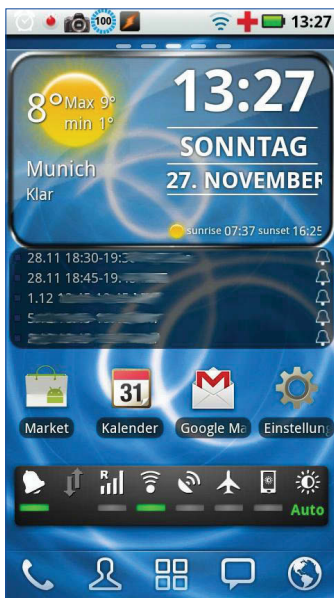 100 13:27
8° Max 9°
min 1°
13:27
SONNTAG
27. NOVEMBER
Munich
Klar
sunrise 07:37 sunset 16:25
28.11 18:30-19:
28.11 18:45-19.
1.12
31
Market Kalender Google Ma Einstellun
R
Auto